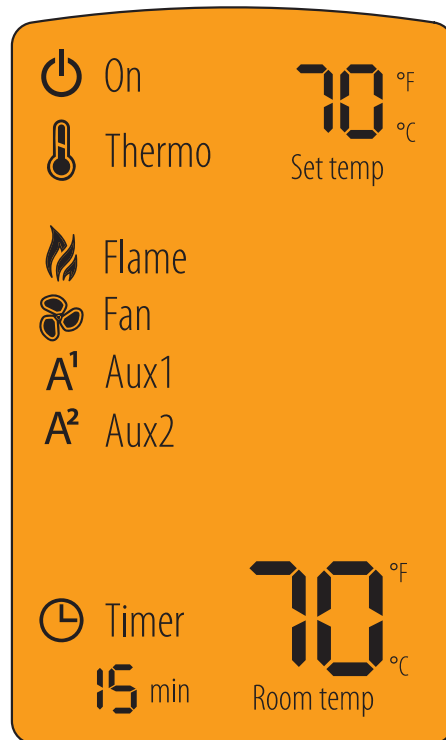 On
70 °F
°C
Thermo
Set temp
Flame
Fan
A¹ Aux1
A² Aux2
70 °F
°C
Timer
15 min
Room temp